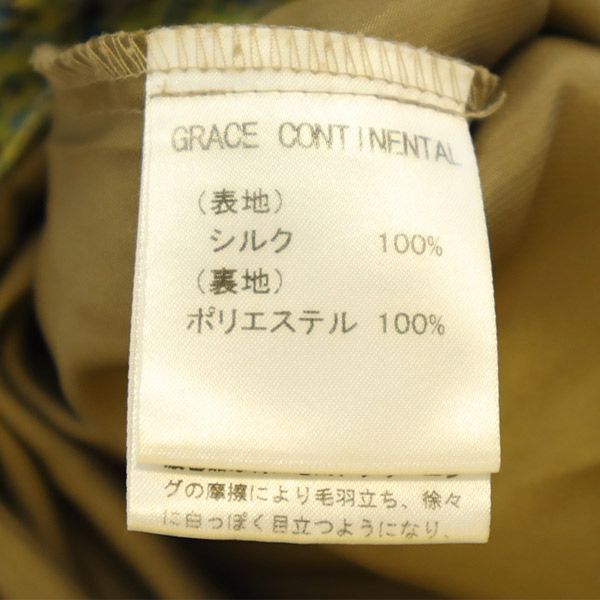 GRACE CONTINENTAL
(表地)
シルク 100%
(裏地)
ポリエステル 100%
グの摩擦により毛羽立ち、徐々
に白っぽく目立つようになり、